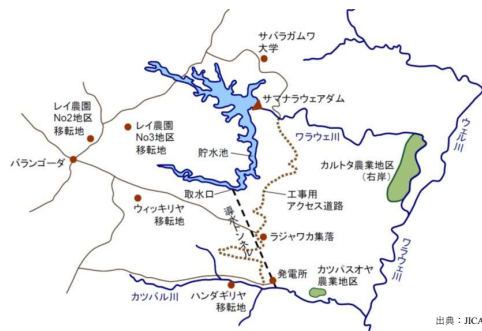 サバラガムワ
大学
レイ農園
No2地区
移転地
レイ農園
No3地区
移転地
サマナラウェアダム
ワラウェ川
ウェル川
カルトタ農業地区
(右岸)
バランゴーダ
貯水池
取水口
工事用
アクセス道路
ウィッキリヤ
移転地
導水トンネル
ラジャワカ集落
ワラウェ川
発電所
カツパスオヤ
農業地区
カツバル川
ハンダギリヤ
移転地
出典：JICA